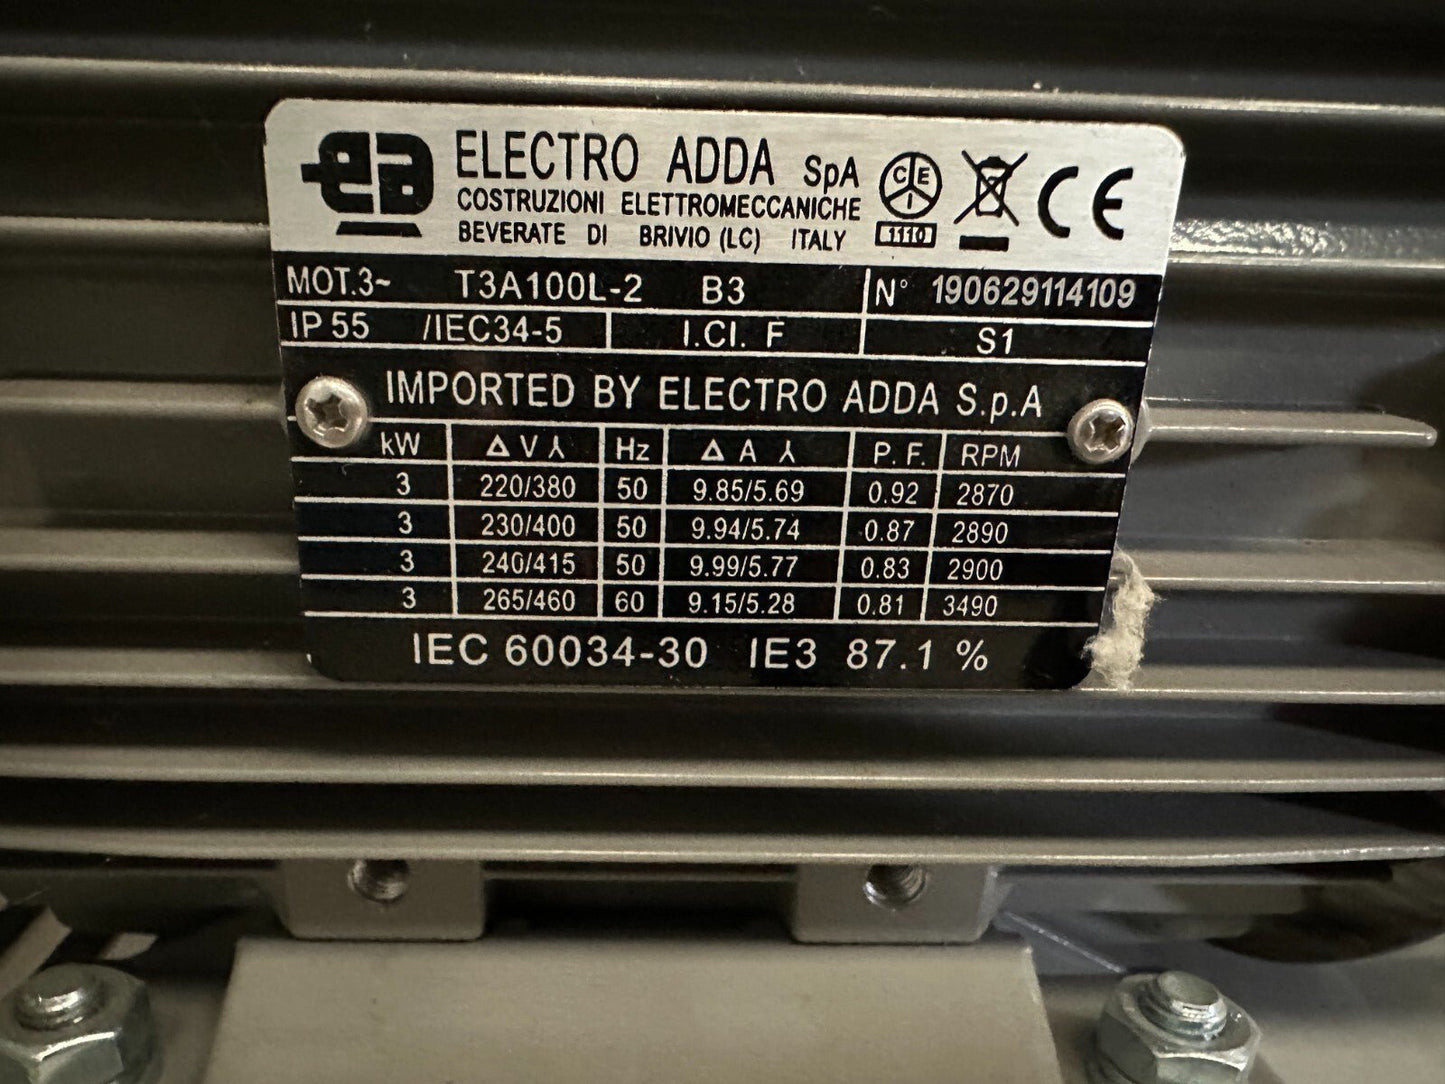 ea ELECTRO ADDA SpA
COSTRUZIONI ELETTROMECCANICHE
BEVERATE DI BRIVIO (LC) ITALY
CEI
1110
CE
MOT.3~ T3A100L-2 B3 N° 190629114109
IP 55 /IEC34-5 I.Cl. F S1
IMPORTED BY ELECTRO ADDA S.p.A
kW Δ V ⅄ Hz Δ A ⅄ P. F. RPM
3 220/380 50 9.85/5.69 0.92 2870
3 230/400 50 9.94/5.74 0.87 2890
3 240/415 50 9.99/5.77 0.83 2900
3 265/460 60 9.15/5.28 0.81 3490
IEC 60034-30 IE3 87.1 %